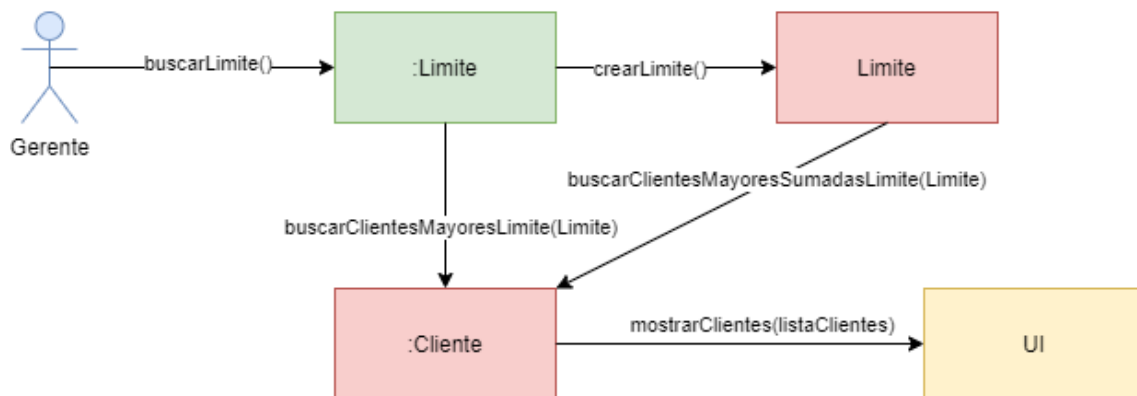 buscarLimite()
:Limite
crearLimite()
Limite
Gerente
buscarClientesMayoresSumadasLimite(Limite)
buscarClientesMayoresLimite(Limite)
:Cliente
mostrarClientes(listaClientes)
UI